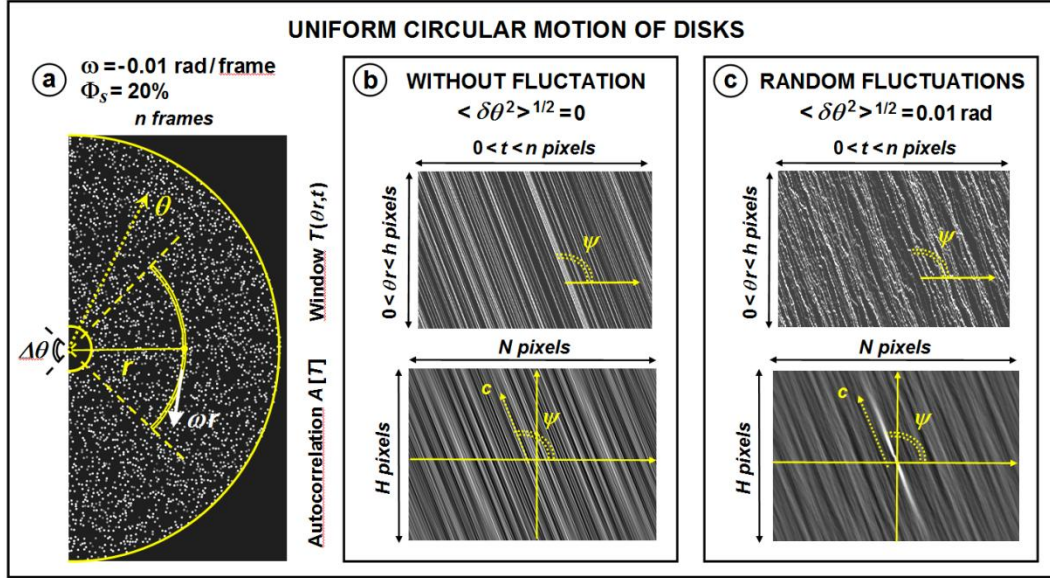 UNIFORM CIRCULAR MOTION OF DISKS
a
ω = -0.01 rad/frame
Φs = 20%
n frames
θ
Δθ
r
ωr
Window T(θr,t)
Autocorrelation A [T]
b WITHOUT FLUCTATION
< δθ² > 1/2 = 0
0 < t < n pixels
0 < θr < h pixels
ψ
N pixels
H pixels
c
ψ
c RANDOM FLUCTUATIONS
< δθ² > 1/2 = 0.01 rad
0 < t < n pixels
0 < θr < h pixels
ψ
N pixels
H pixels
c
ψ